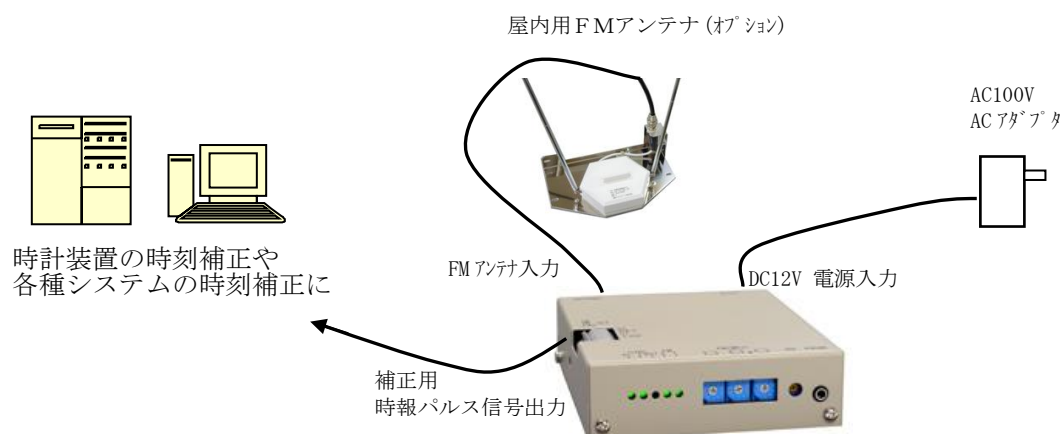 屋内用ＦＭアンテナ (ｵﾌﾟｼｮﾝ)
AC100V
AC ｱﾀﾞﾌﾟﾀ
時計装置の時刻補正や
各種システムの時刻補正に
FM ｱﾝﾃﾅ入力
DC12V 電源入力
補正用
時報パルス信号出力